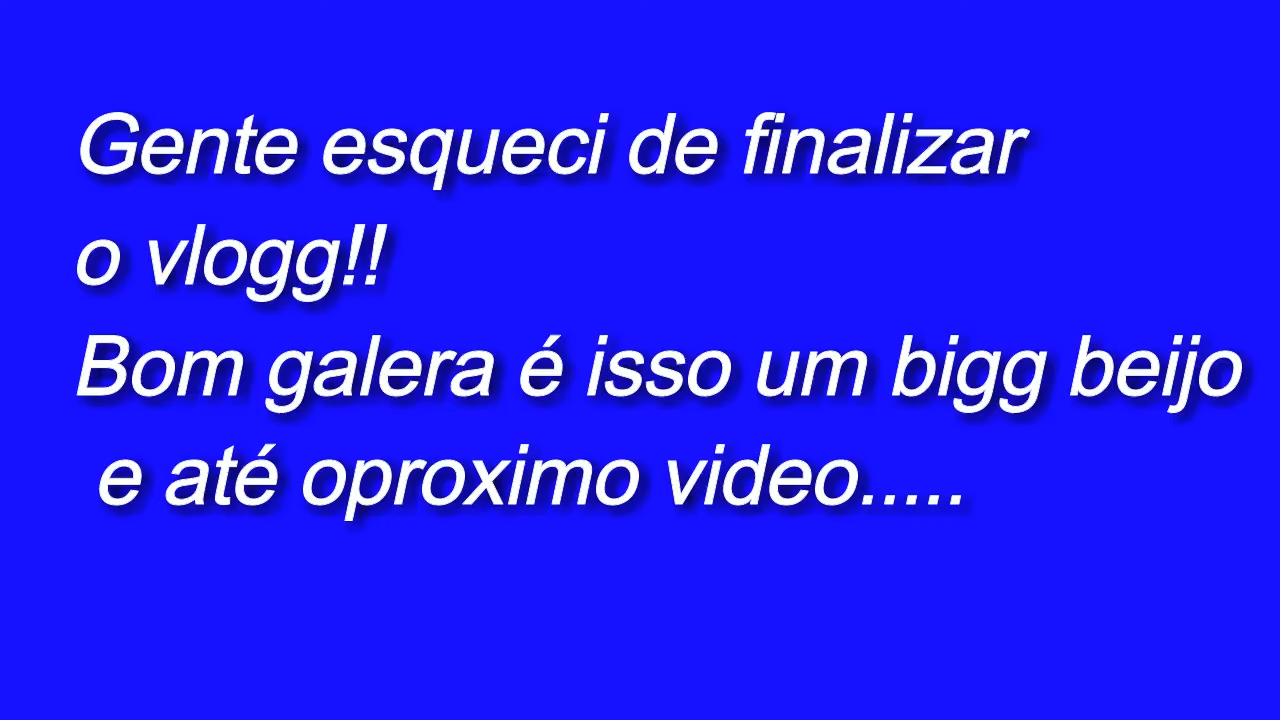 Gente esqueci de finalizar
o vlogg!!
Bom galera é isso um bigg beijo
e até oproximo video.....